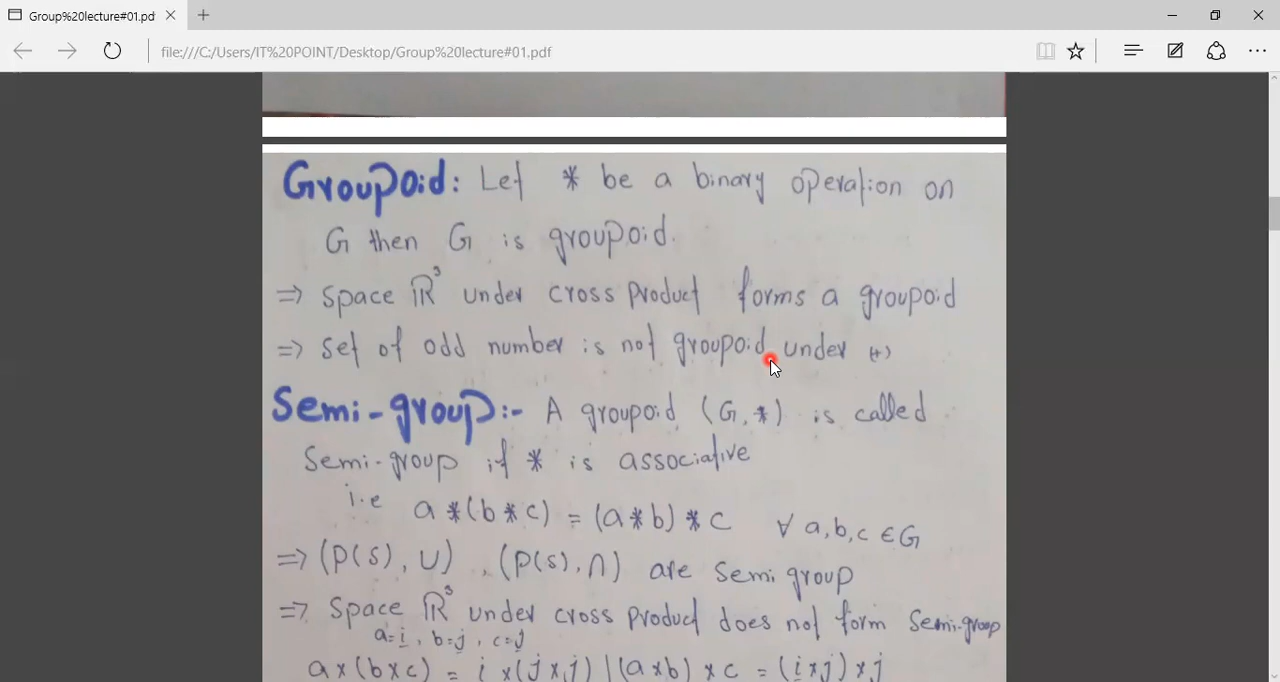 Group%20lecture#01.pd
file:///C:/Users/IT%20POINT/Desktop/Group%20lecture#01.pdf
Groupoid: Let * be a binary operation on
G then G is groupoid.
=> Space ℝ³ under cross product forms a groupoid
=> Set of odd number is not groupoid under (+)
Semi-group:- A groupoid (G,*) is called
Semi-group if * is associative
i.e a*(b*c) = (a*b)*c ∀ a,b,c ∈ G
=> (P(s), ∪) , (P(s), ∩) are semi group
=> Space ℝ³ under cross product does not form Semi-group
a=i, b=j, c=j
a×(b×c) = i×(j×j) | (a×b)×c = (i×j)×j